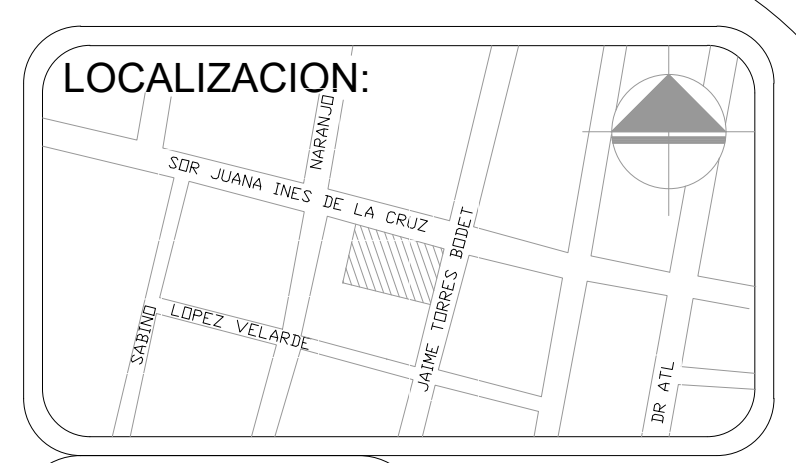 LOCALIZACION:
NARANJO
SOR JUANA INES DE LA CRUZ
JAIME TORRES BODET
SABINO
LOPEZ VELARDE
DR ATL